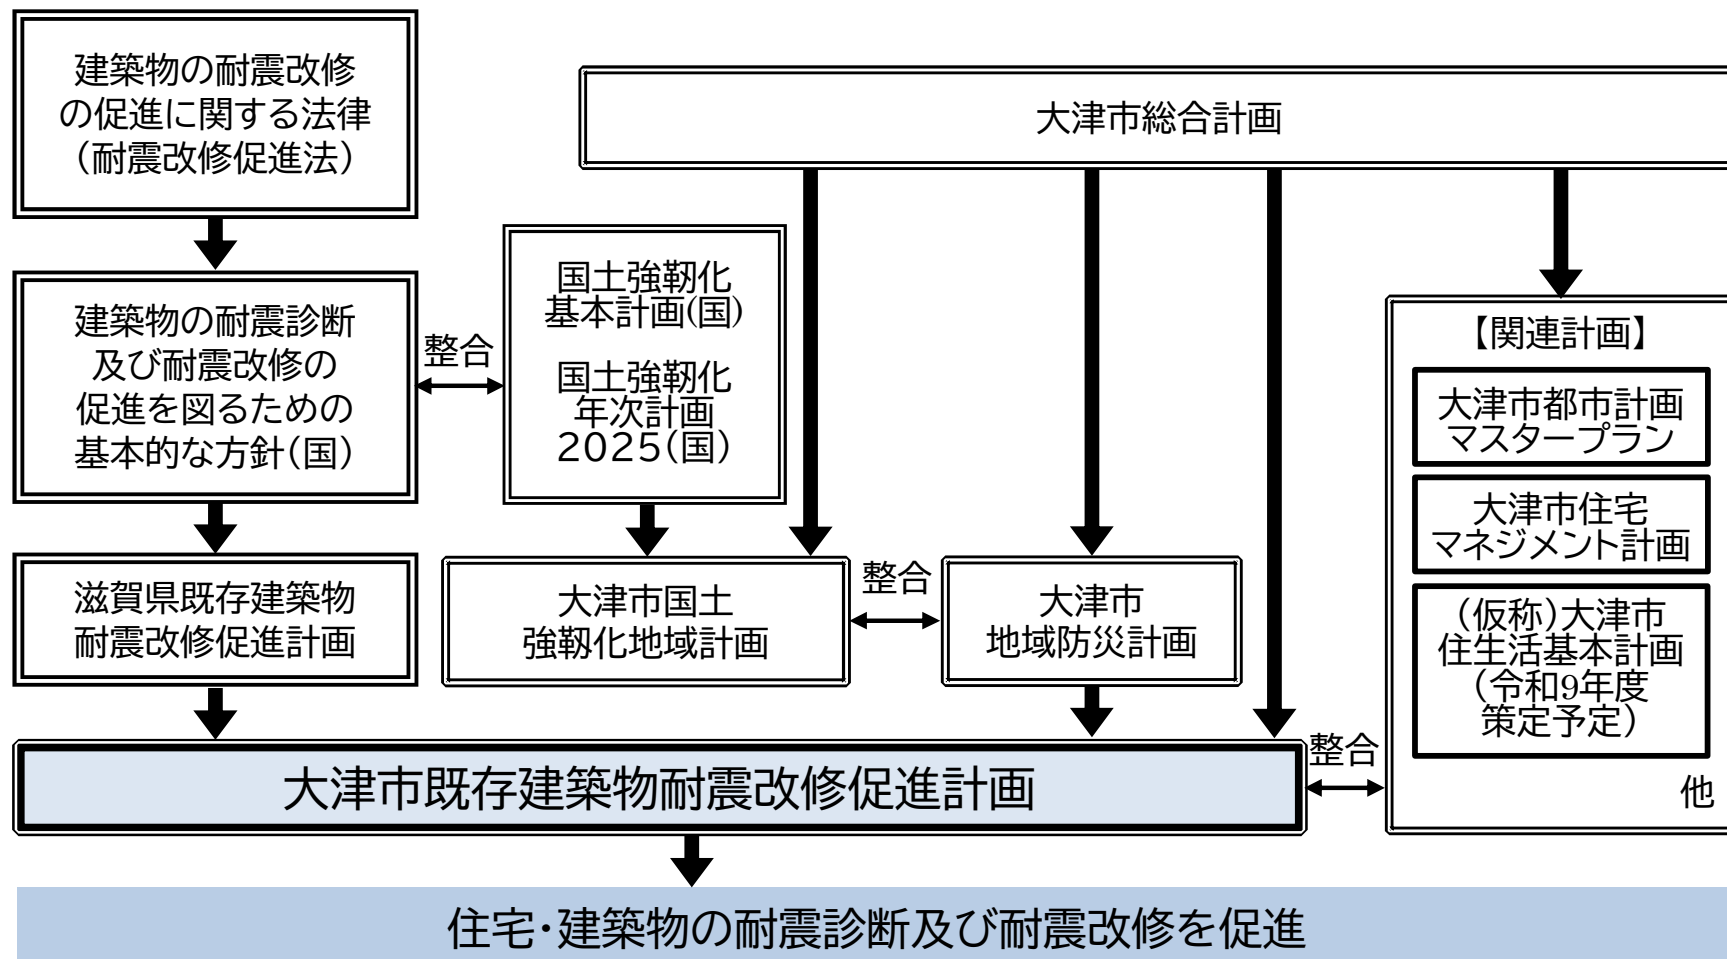 建築物の耐震改修
の促進に関する法律
（耐震改修促進法）
大津市総合計画
建築物の耐震診断
及び耐震改修の
促進を図るための
基本的な方針（国）
整合
国土強靱化
基本計画(国)
国土強靱化
年次計画
2025（国）
【関連計画】
大津市都市計画
マスタープラン
大津市住宅
マネジメント計画
（仮称）大津市
住生活基本計画
（令和9年度
策定予定）
他
滋賀県既存建築物
耐震改修促進計画
大津市国土
強靱化地域計画
整合
大津市
地域防災計画
大津市既存建築物耐震改修促進計画
整合
住宅・建築物の耐震診断及び耐震改修を促進